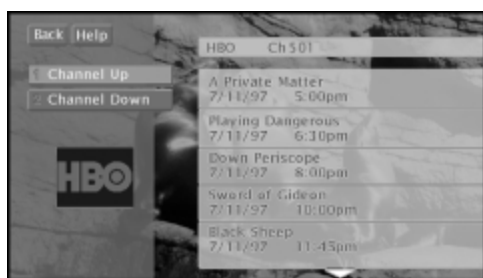 Back Help
HBO Ch 501
1 Channel Up
2 Channel Down
HBO
A Private Matter
7/11/97 5:00pm
Playing Dangerous
7/11/97 6:30pm
Down Periscope
7/11/97 8:00pm
Sword of Gideon
7/11/97 10:00pm
Black Sheep
7/11/97 11:45pm